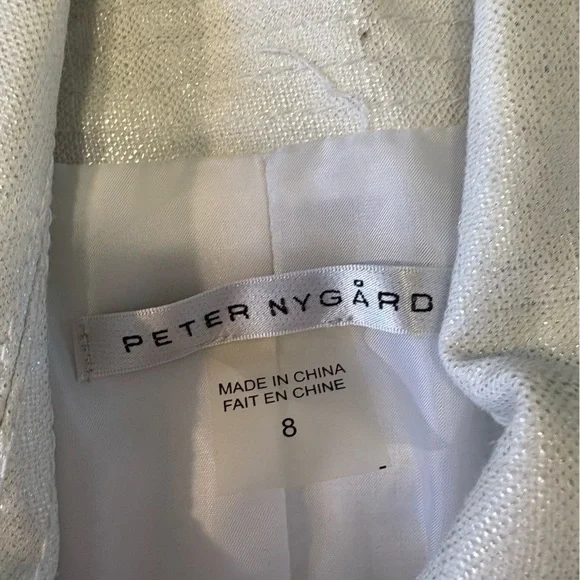 PETER NYGÅRD
MADE IN CHINA
FAIT EN CHINE
8